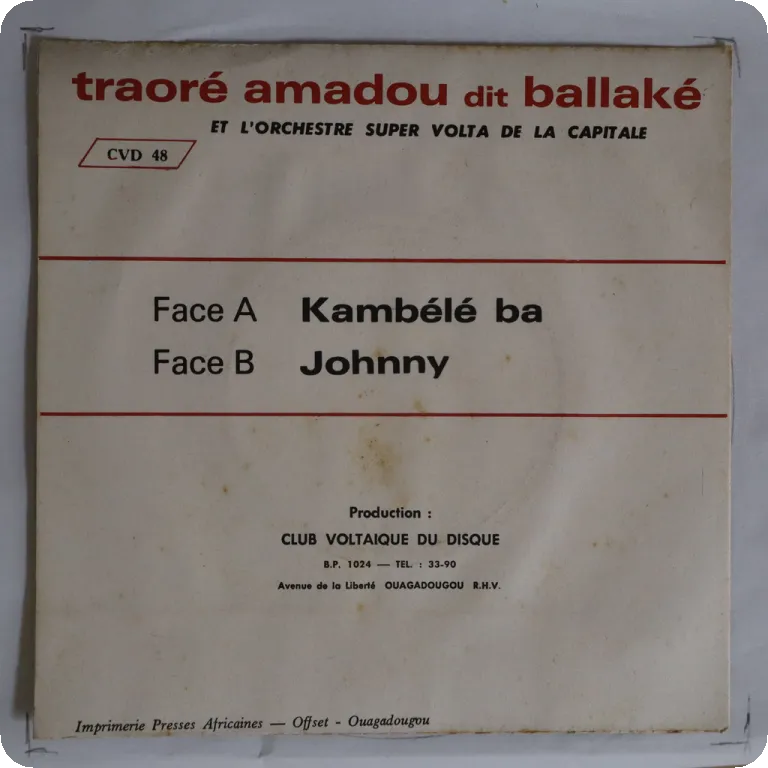 traoré amadou dit ballaké
ET L'ORCHESTRE SUPER VOLTA DE LA CAPITALE
CVD 48
Face A Kambélé ba
Face B Johnny
Production :
CLUB VOLTAIQUE DU DISQUE
B.P. 1024 — TEL. : 33-90
Avenue de la Liberté OUAGADOUGOU R.H.V.
Imprimerie Presses Africaines — Offset - Ouagadougou